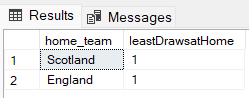 Results Messages
home_team leastDrawsatHome
1 Scotland 1
2 England 1